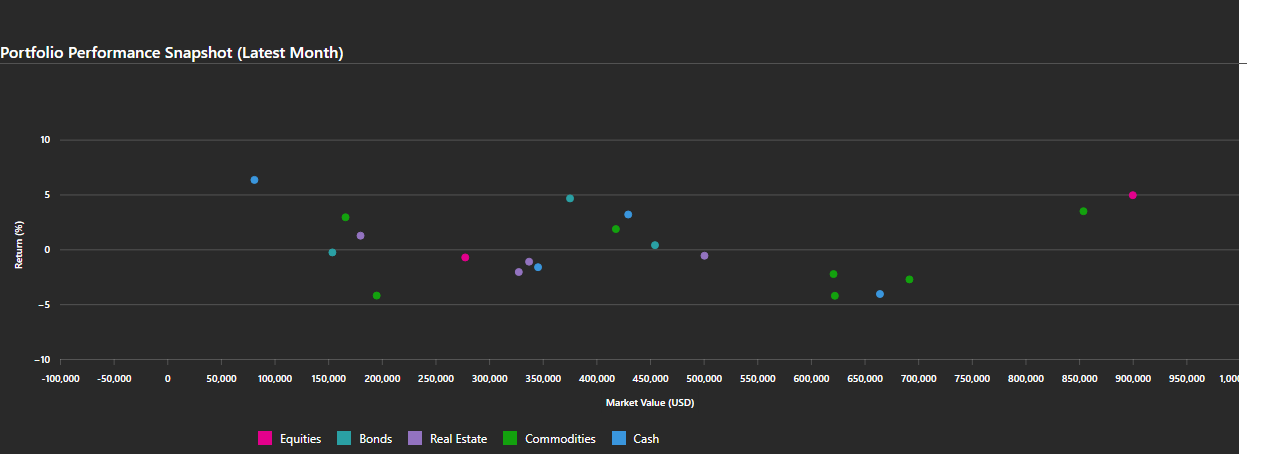 Portfolio Performance Snapshot (Latest Month)
10
5
0
−5
−10
Return (%)
-100,000 -50,000 0 50,000 100,000 150,000 200,000 250,000 300,000 350,000 400,000 450,000 500,000 550,000 600,000 650,000 700,000 750,000 800,000 850,000 900,000 950,000 1,000
Market Value (USD)
Equities Bonds Real Estate Commodities Cash